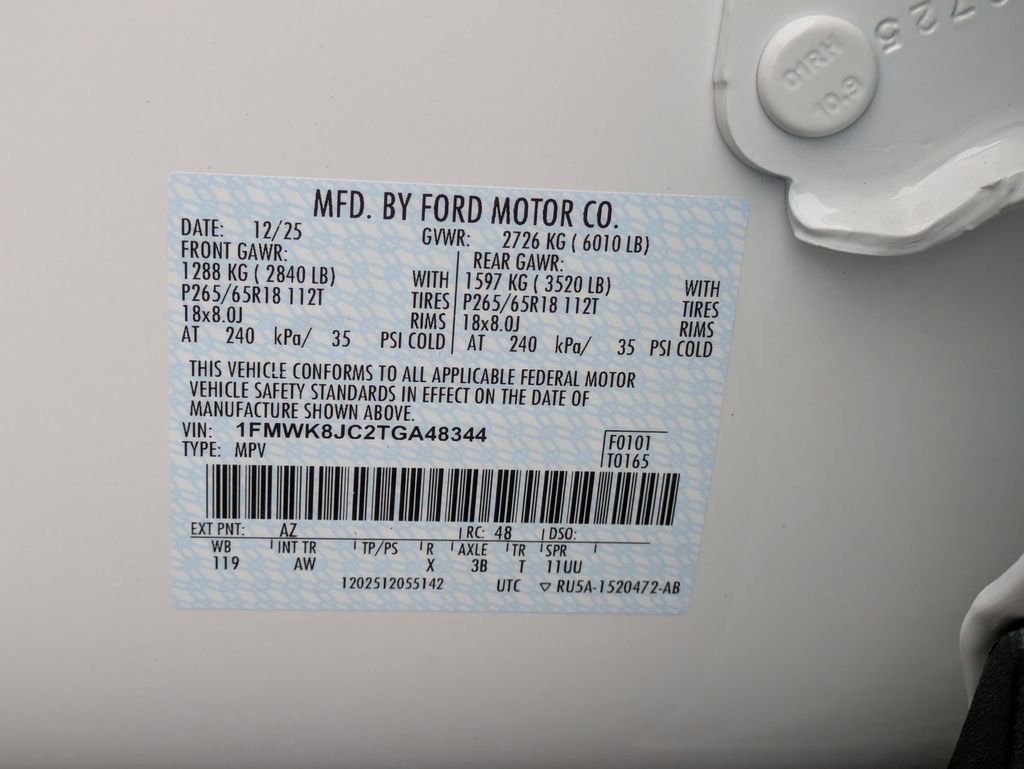 725
01RH
10.9
MFD. BY FORD MOTOR CO.
DATE: 12/25 GVWR: 2726 KG ( 6010 LB)
FRONT GAWR: REAR GAWR:
1288 KG ( 2840 LB) WITH 1597 KG ( 3520 LB) WITH
P265/65R18 112T TIRES P265/65R18 112T TIRES
18x8.0J RIMS 18x8.0J RIMS
AT 240 kPa/ 35 PSI COLD AT 240 kPa/ 35 PSI COLD
THIS VEHICLE CONFORMS TO ALL APPLICABLE FEDERAL MOTOR
VEHICLE SAFETY STANDARDS IN EFFECT ON THE DATE OF
MANUFACTURE SHOWN ABOVE.
VIN: 1FMWK8JC2TGA48344 F0101
TYPE: MPV T0165
EXT PNT: AZ RC: 48 DSO:
WB INT TR TP/PS R AXLE TR SPR
119 AW X 3B T 11UU
1202512055142 UTC ▽ RU5A-1520472-AB